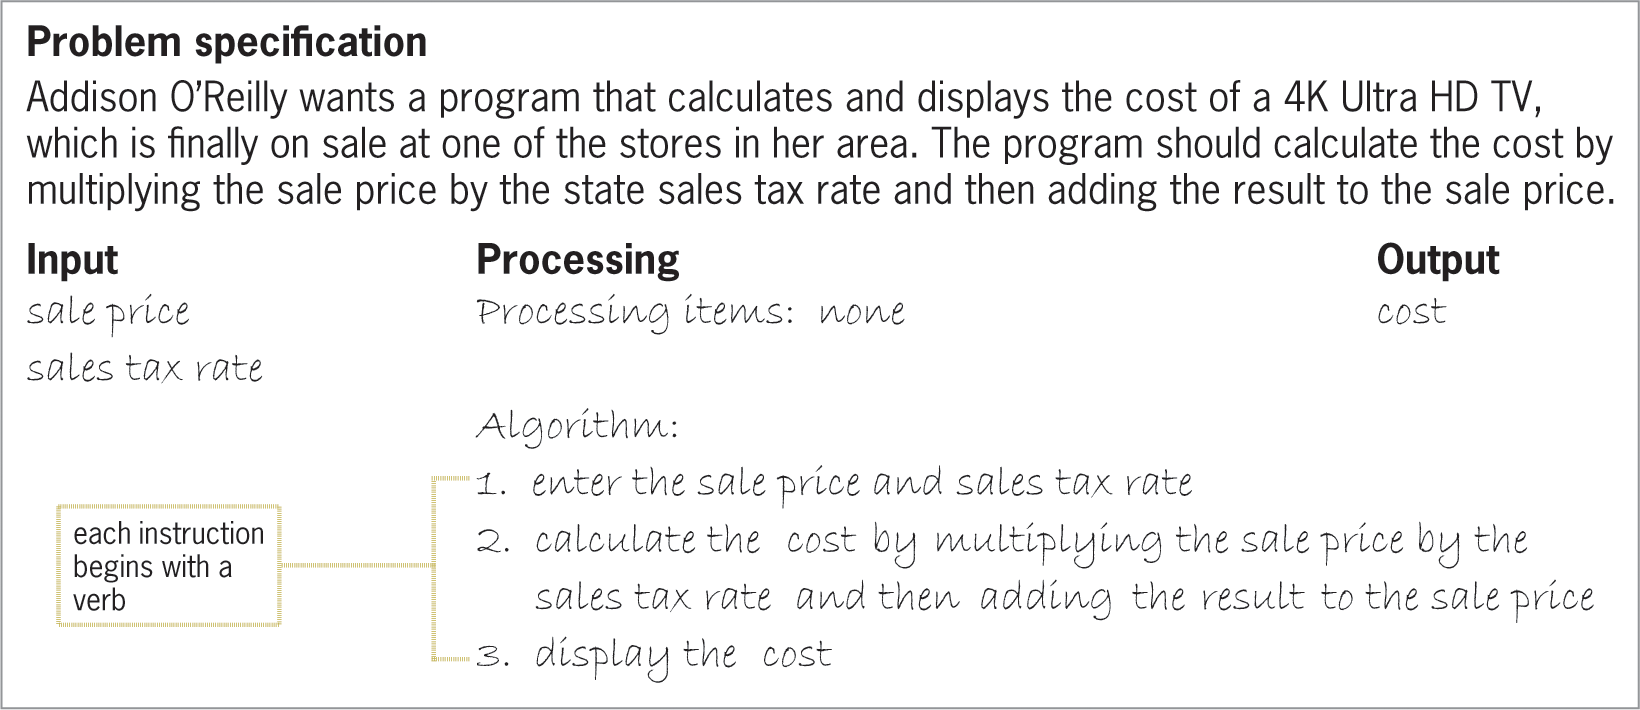 Problem specification
Addison O’Reilly wants a program that calculates and displays the cost of a 4K Ultra HD TV,
which is finally on sale at one of the stores in her area. The program should calculate the cost by
multiplying the sale price by the state sales tax rate and then adding the result to the sale price.
Input
Processing
Output
sale price
Processing items: none
cost
sales tax rate
Algorithm:
1. enter the sale price and sales tax rate
2. calculate the cost by multiplying the sale price by the
sales tax rate and then adding the result to the sale price
3. display the cost
each instruction
begins with a
verb